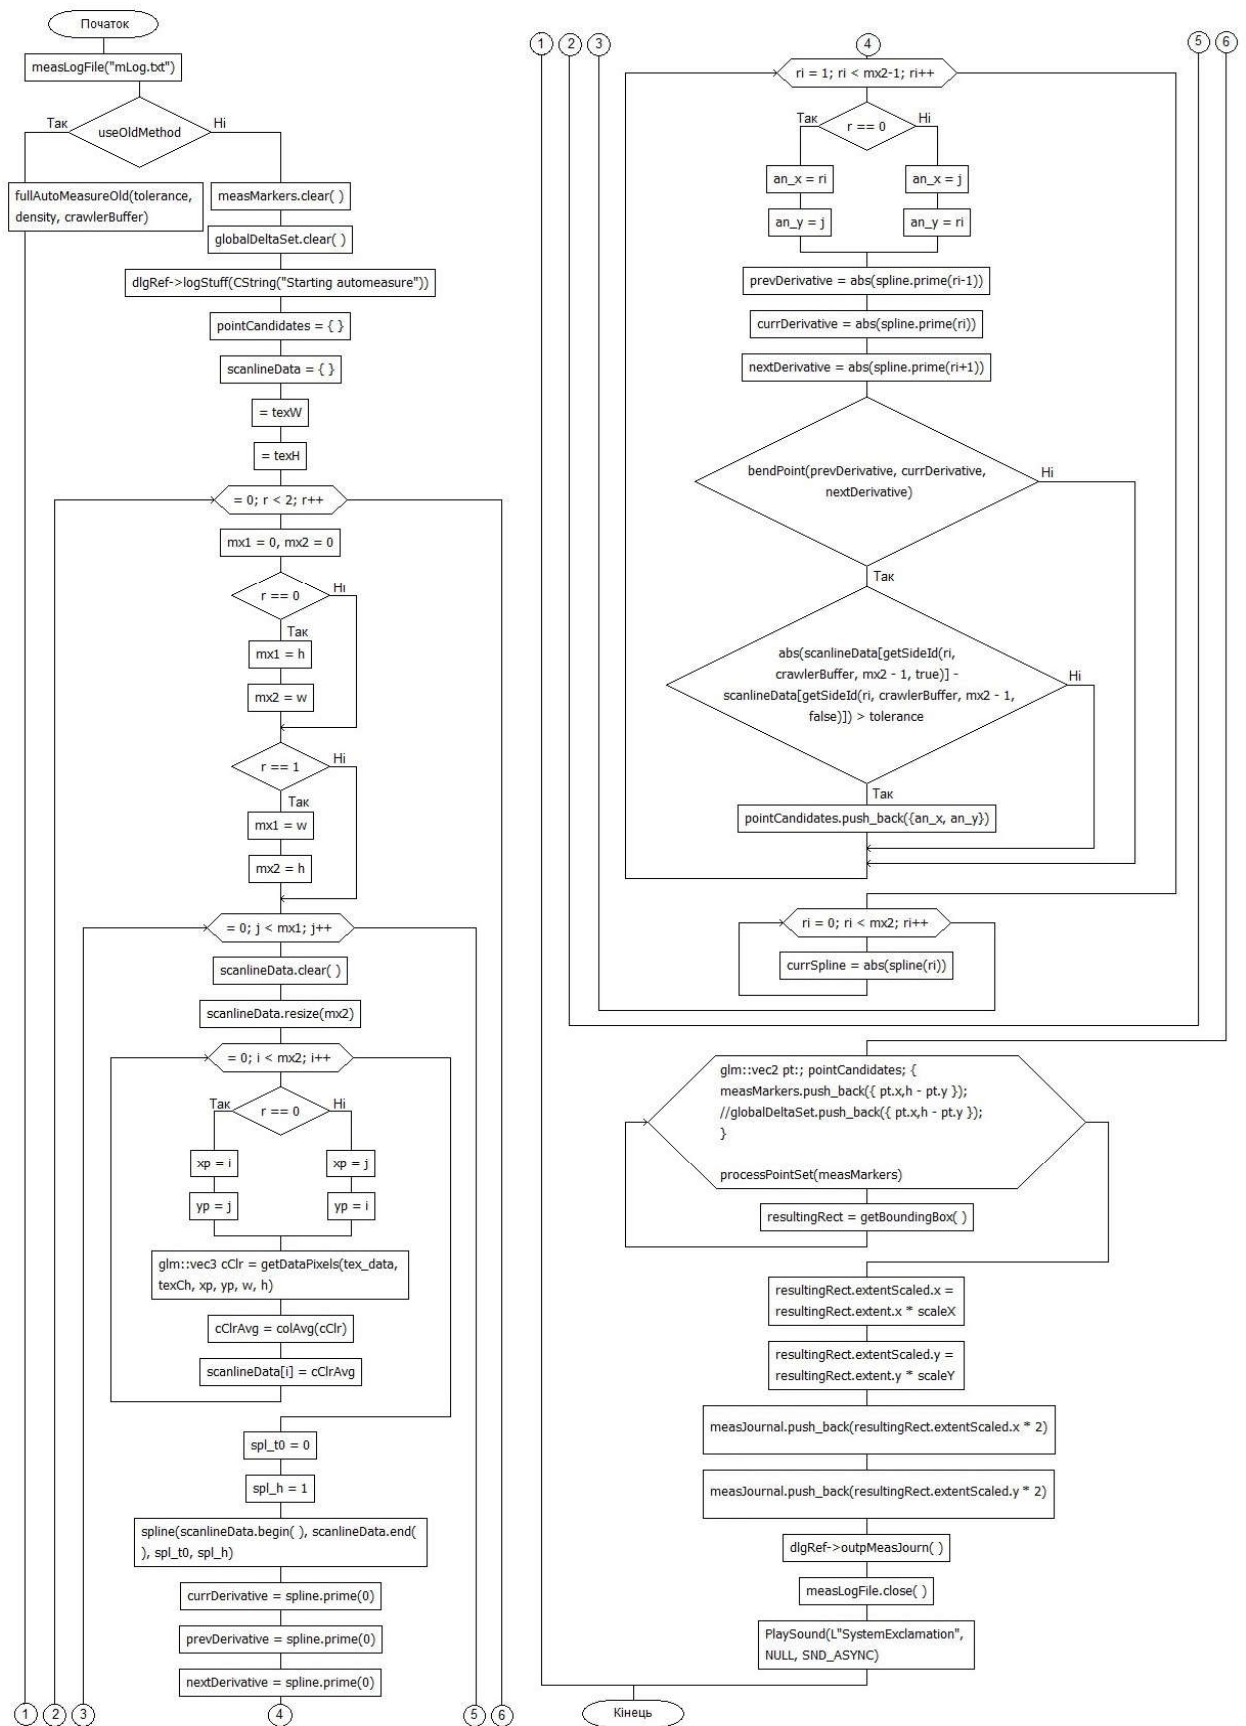 Початок
measLogFile("mLog.txt")
useOldMethod
Так
Ні
fullAutoMeasureOld(tolerance,
density, crawlerBuffer)
measMarkers.clear( )
globalDeltaSet.clear( )
dlgRef->logStuff(CString("Starting automeasure"))
pointCandidates = { }
scanlineData = { }
= texW
= texH
= 0; r < 2; r++
mx1 = 0, mx2 = 0
r == 0
Ні
Так
mx1 = h
mx2 = w
r == 1
Ні
Так
mx1 = w
mx2 = h
= 0; j < mx1; j++
scanlineData.clear( )
scanlineData.resize(mx2)
= 0; i < mx2; i++
Так
r == 0
Ні
xp = i
xp = j
yp = j
yp = i
glm::vec3 cClr = getDataPixels(tex_data,
texCh, xp, yp, w, h)
cClrAvg = colAvg(cClr)
scanlineData[i] = cClrAvg
spl_t0 = 0
spl_h = 1
spline(scanlineData.begin( ), scanlineData.end(
), spl_t0, spl_h)
currDerivative = spline.prime(0)
prevDerivative = spline.prime(0)
nextDerivative = spline.prime(0)
1
2
3
4
5
6
1
2
3
4
5
6
ri = 1; ri < mx2-1; ri++
Так
r == 0
Ні
an_x = ri
an_x = j
an_y = j
an_y = ri
prevDerivative = abs(spline.prime(ri-1))
currDerivative = abs(spline.prime(ri))
nextDerivative = abs(spline.prime(ri+1))
bendPoint(prevDerivative, currDerivative,
nextDerivative)
Ні
Так
abs(scanlineData[getSideId(ri,
crawlerBuffer, mx2 - 1, true)] -
scanlineData[getSideId(ri, crawlerBuffer, mx2 - 1,
false)]) > tolerance
Ні
Так
pointCandidates.push_back({an_x, an_y})
ri = 0; ri < mx2; ri++
currSpline = abs(spline(ri))
glm::vec2 pt:; pointCandidates; {
measMarkers.push_back({ pt.x,h - pt.y });
//globalDeltaSet.push_back({ pt.x,h - pt.y });
}
processPointSet(measMarkers)
resultingRect = getBoundingBox( )
resultingRect.extentScaled.x =
resultingRect.extent.x * scaleX
resultingRect.extentScaled.y =
resultingRect.extent.y * scaleY
measJournal.push_back(resultingRect.extentScaled.x * 2)
measJournal.push_back(resultingRect.extentScaled.y * 2)
dlgRef->outpMeasJourn( )
measLogFile.close( )
PlaySound(L"SystemExclamation",
NULL, SND_ASYNC)
Кінець